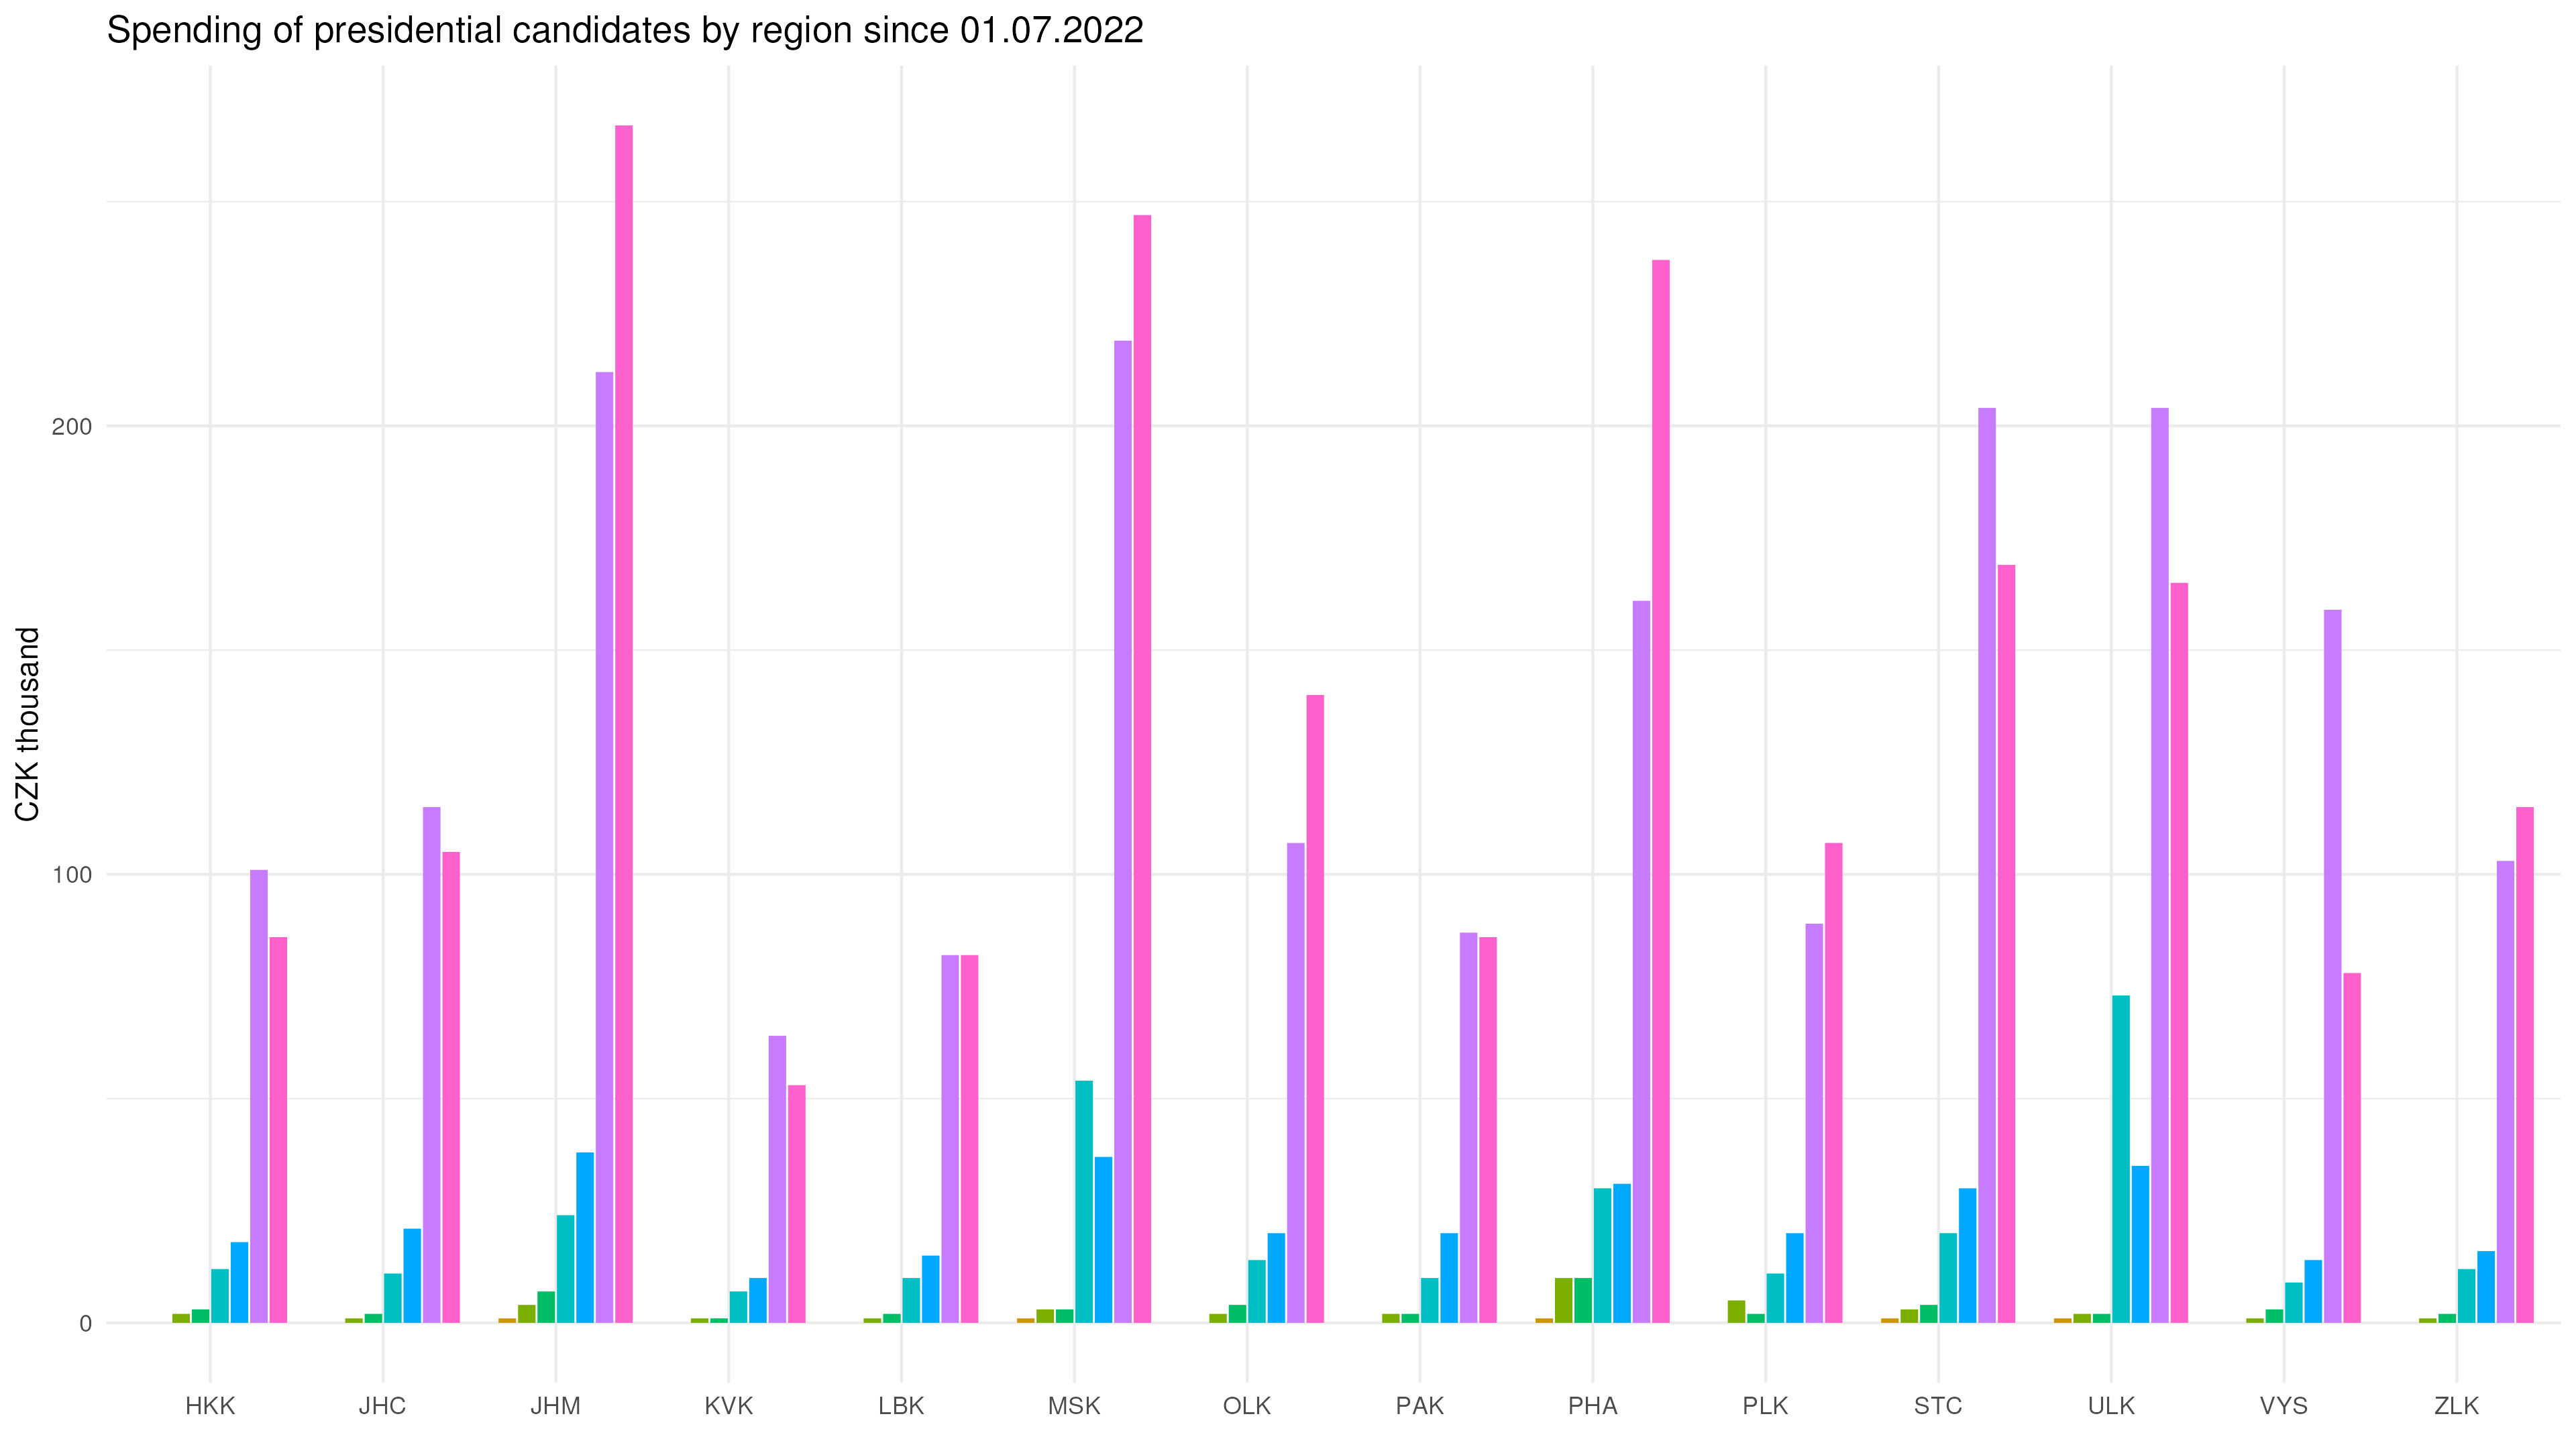 Spending of presidential candidates by region since 01.07.2022
CZK thousand
200
100
0
HKK JHC JHM KVK LBK MSK OLK PAK PHA PLK STC ULK VYS ZLK